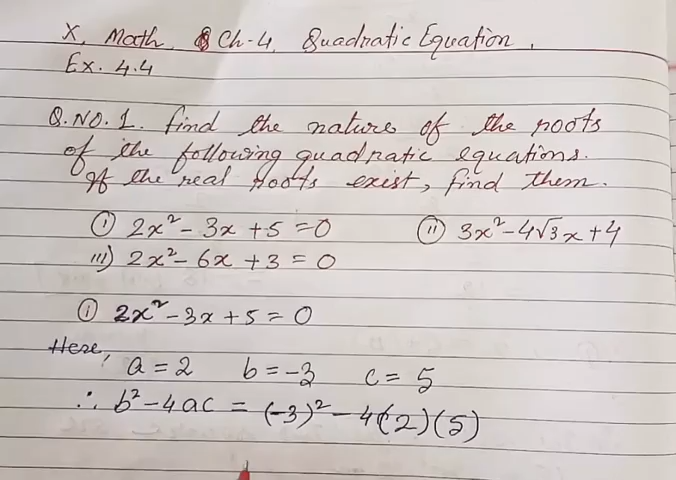 X, Math, Ch-4, Quadratic Equation,
Ex. 4.4
Q.NO.1. find the nature of the roots
of the following quadratic equations.
If the real roots exist, find them.
(i) 2x² - 3x + 5 = 0 (ii) 3x² - 4√3x + 4
iii) 2x² - 6x + 3 = 0
(i) 2x² - 3x + 5 = 0
Here,
a = 2 b = -3 c = 5
∴ b² - 4ac = (-3)² - 4(2)(5)